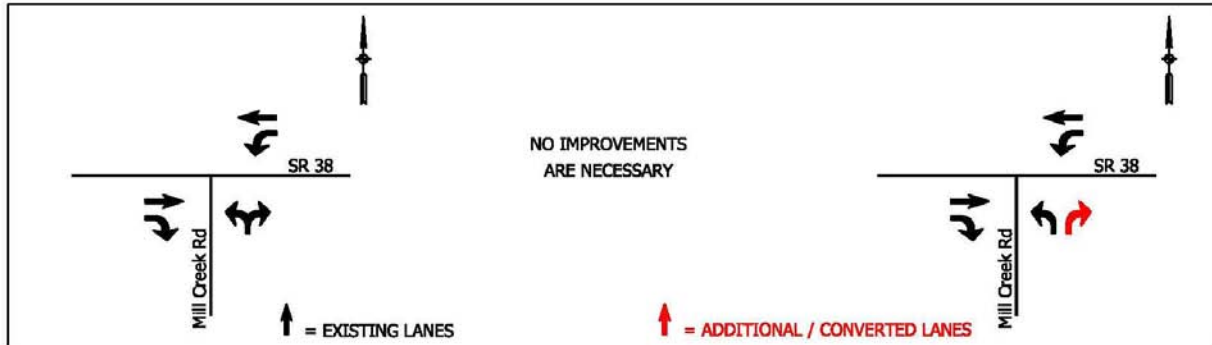 SR 38
Mill Creek Rd
NO IMPROVEMENTS
ARE NECESSARY
SR 38
Mill Creek Rd
= EXISTING LANES
= ADDITIONAL / CONVERTED LANES